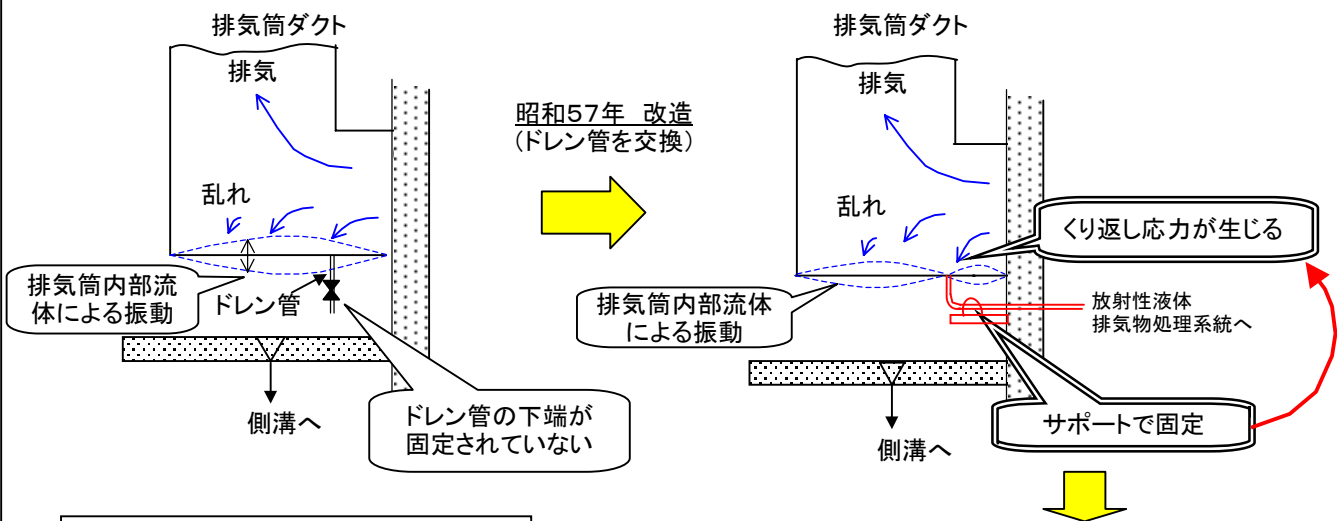 排気筒ダクト
排気
乱れ
排気筒内部流
体による振動
ドレン管
側溝へ
ドレン管の下端が
固定されていない
昭和57年 改造
(ドレン管を交換)
排気筒ダクト
排気
乱れ
くり返し応力が生じる
排気筒内部流体
による振動
放射性液体
排気物処理系統へ
サポートで固定
側溝へ